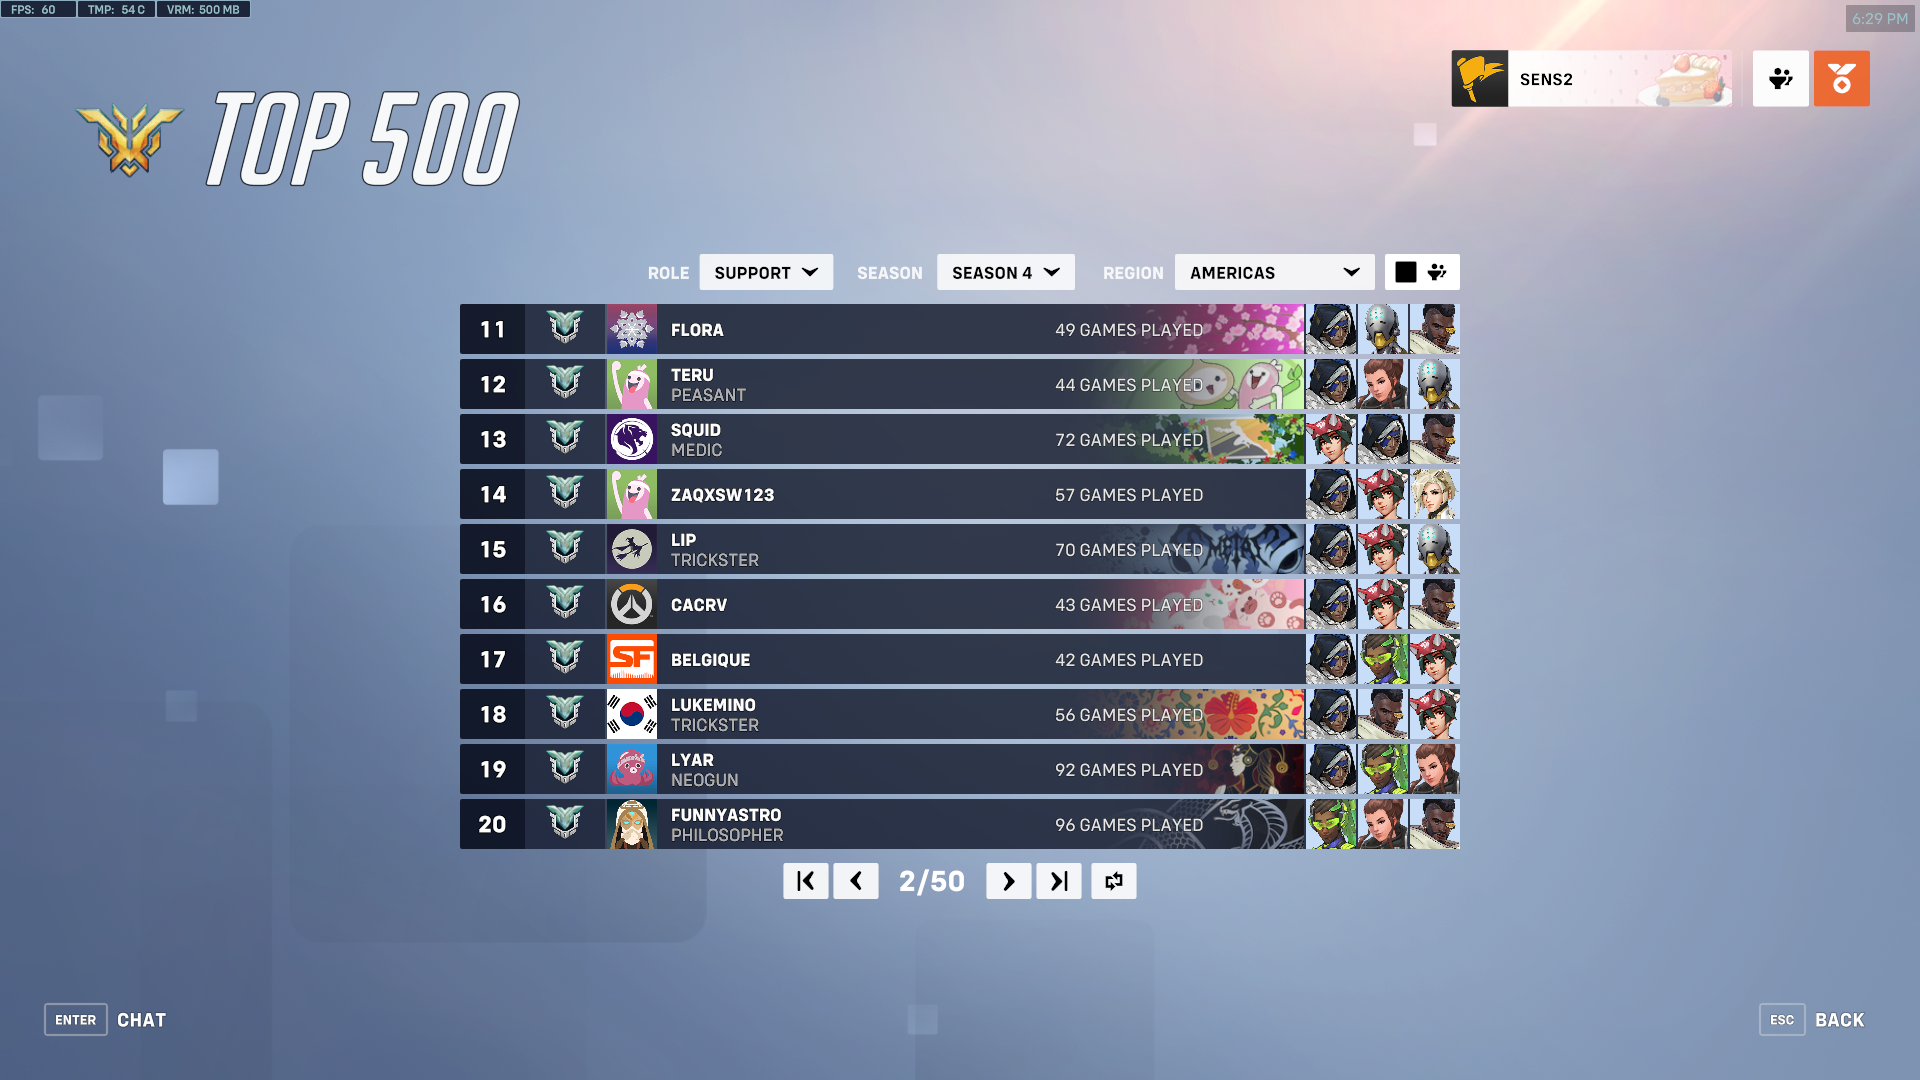 FPS: 60 TMP: 54 C VRM: 500 MB
6:29 PM
TOP 500
SENS2
ROLE SUPPORT SEASON SEASON 4 REGION AMERICAS
11 FLORA 49 GAMES PLAYED
12 TERU 44 GAMES PLAYED
PEASANT
13 SQUID 72 GAMES PLAYED
MEDIC
14 ZAQXSW123 57 GAMES PLAYED
15 LIP 70 GAMES PLAYED
TRICKSTER
16 CACRV 43 GAMES PLAYED
17 SF BELGIQUE 42 GAMES PLAYED
18 LUKEMINO 56 GAMES PLAYED
TRICKSTER
19 LYAR 92 GAMES PLAYED
NEOGUN
20 FUNNYASTRO 96 GAMES PLAYED
PHILOSOPHER
2/50
ENTER CHAT
ESC BACK